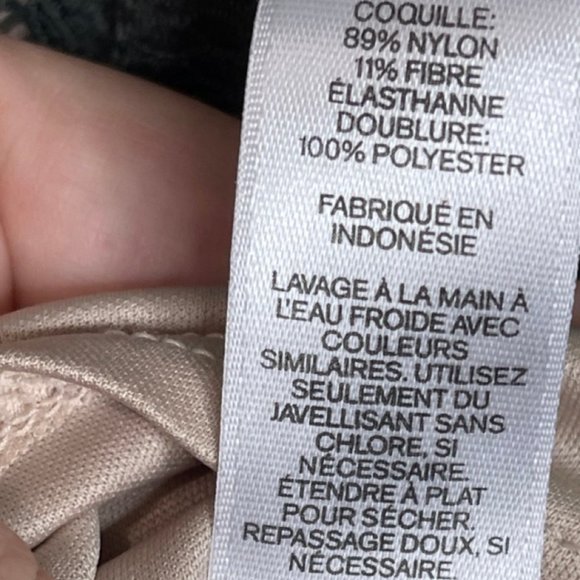 COQUILLE:
89% NYLON
11% FIBRE
ÉLASTHANNE
DOUBLURE:
100% POLYESTER
FABRIQUÉ EN
INDONÉSIE
LAVAGE À LA MAIN À
L'EAU FROIDE AVEC
COULEURS
SIMILAIRES. UTILISEZ
SEULEMENT DU
JAVELLISANT SANS
CHLORE, SI
NÉCESSAIRE.
ÉTENDRE À PLAT
POUR SÉCHER.
REPASSAGE DOUX, SI
NÉCESSAIRE